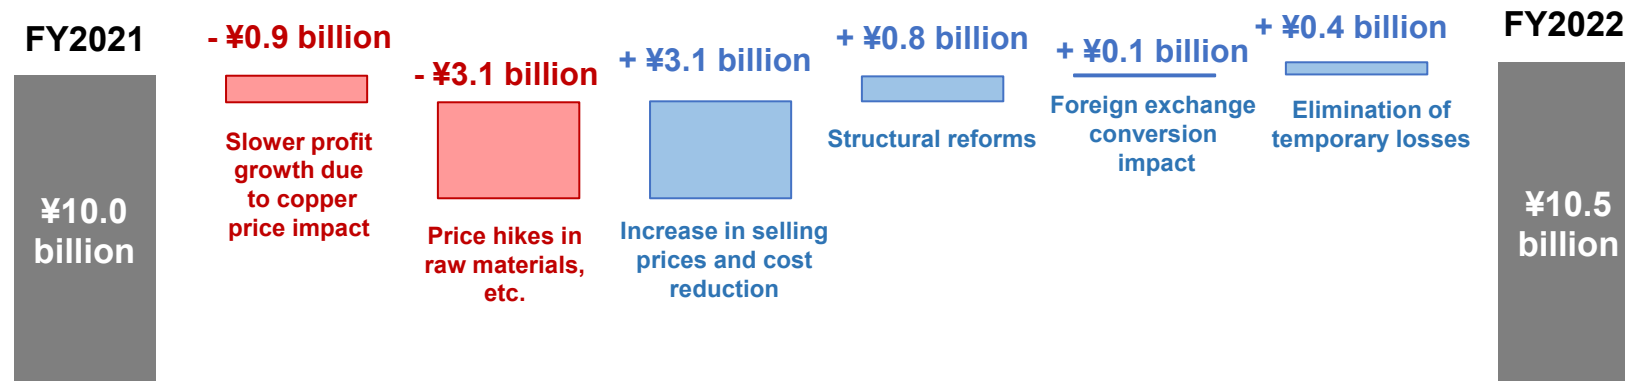 FY2021
¥10.0
billion
- ¥0.9 billion
Slower profit
growth due
to copper
price impact
- ¥3.1 billion
Price hikes in
raw materials,
etc.
+ ¥3.1 billion
Increase in selling
prices and cost
reduction
+ ¥0.8 billion
Structural reforms
+ ¥0.1 billion
Foreign exchange
conversion
impact
+ ¥0.4 billion
Elimination of
temporary losses
FY2022
¥10.5
billion